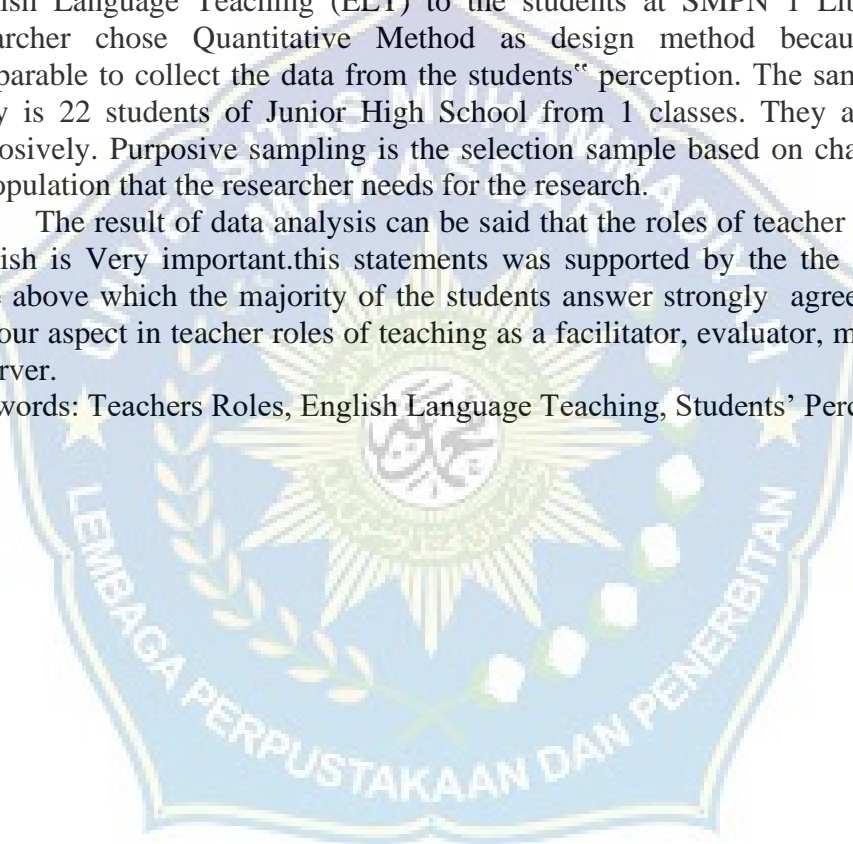 ish Language Teaching (ELT) to the students at SMPN 1 Lit
archer chose Quantitative Method as design method becau
parable to collect the data from the students‟ perception. The sam
y is 22 students of Junior High School from 1 classes. They a
osively. Purposive sampling is the selection sample based on cha
opulation that the researcher needs for the research.
The result of data analysis can be said that the roles of teacher
ish is Very important.this statements was supported by the the
above which the majority of the students answer strongly agree
our aspect in teacher roles of teaching as a facilitator, evaluator, m
rver.
words: Teachers Roles, English Language Teaching, Students’ Perc
UNIVERSITAS MUHAMMADIYAH
MAKASSAR
LEMBAGA PERPUSTAKAAN DAN PENERBITAN